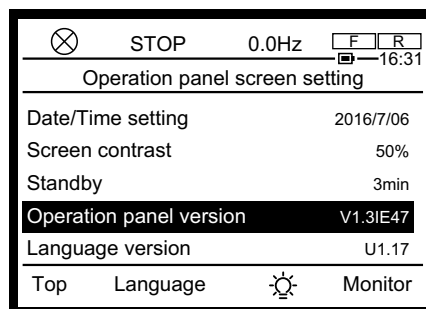 STOP 0.0Hz F R
16:31
Operation panel screen setting
Date/Time setting 2016/7/06
Screen contrast 50%
Standby 3min
Operation panel version V1.3IE47
Language version U1.17
Top Language Monitor